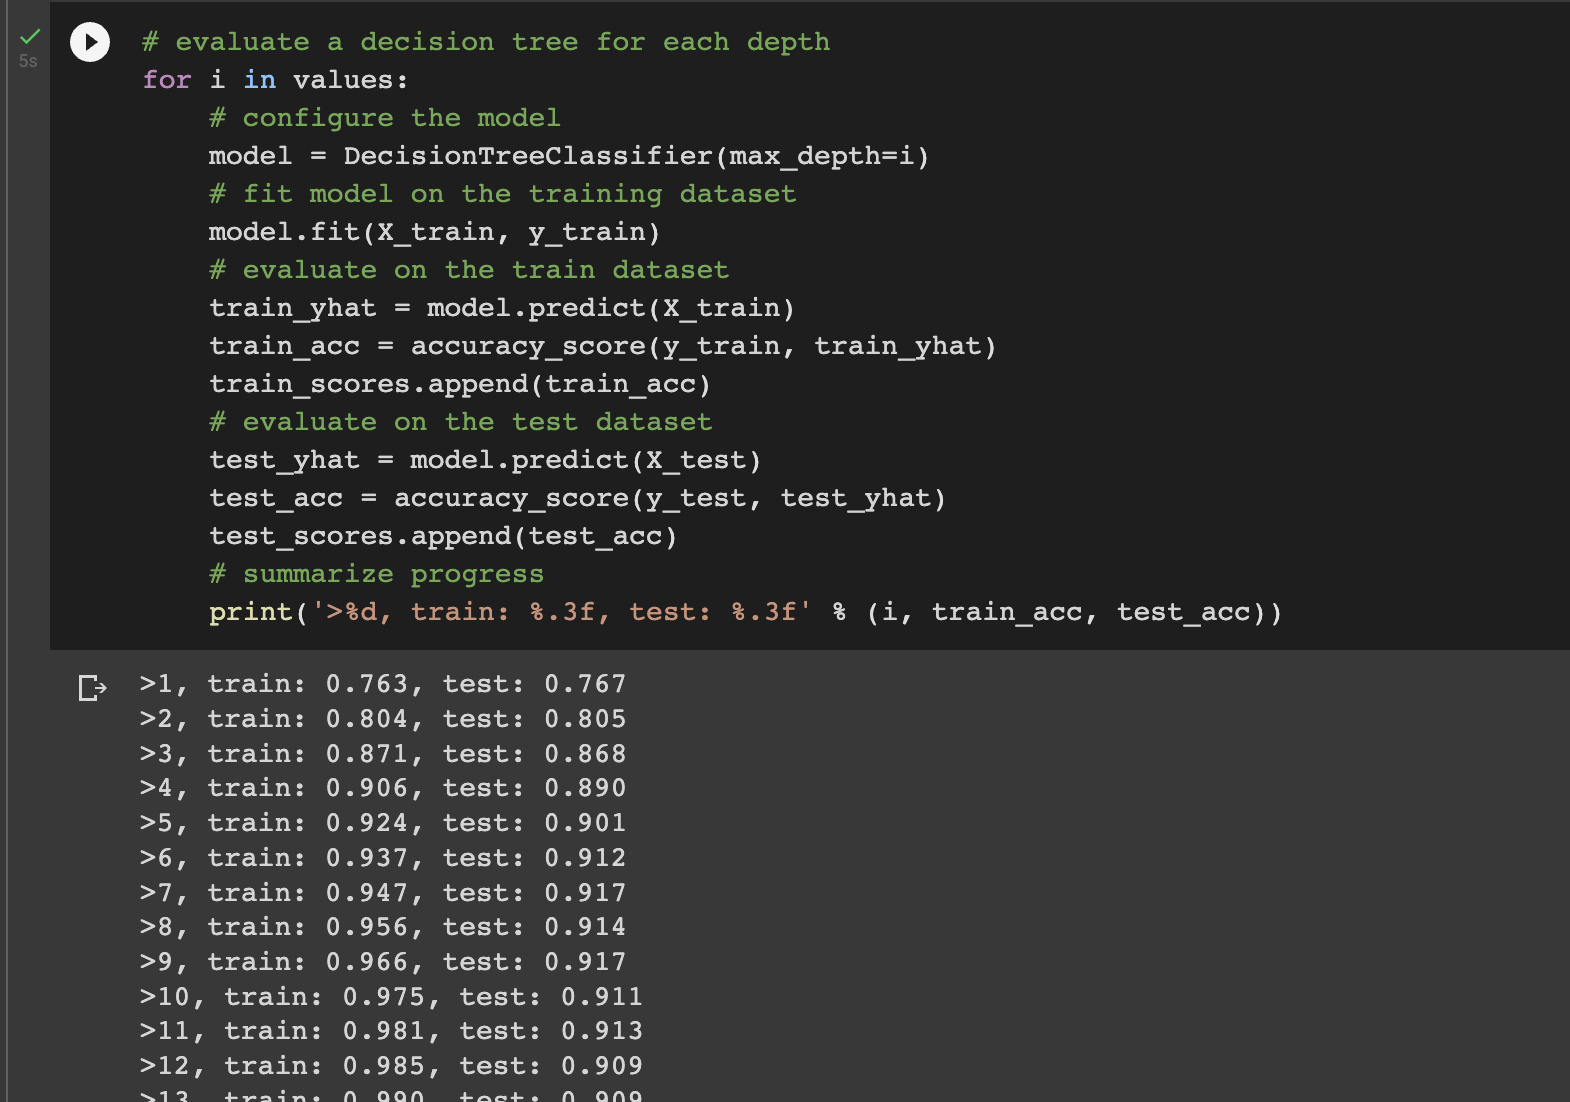 5s
# evaluate a decision tree for each depth
for i in values:
    # configure the model
    model = DecisionTreeClassifier(max_depth=i)
    # fit model on the training dataset
    model.fit(X_train, y_train)
    # evaluate on the train dataset
    train_yhat = model.predict(X_train)
    train_acc = accuracy_score(y_train, train_yhat)
    train_scores.append(train_acc)
    # evaluate on the test dataset
    test_yhat = model.predict(X_test)
    test_acc = accuracy_score(y_test, test_yhat)
    test_scores.append(test_acc)
    # summarize progress
    print('>%d, train: %.3f, test: %.3f' % (i, train_acc, test_acc))
>1, train: 0.763, test: 0.767
>2, train: 0.804, test: 0.805
>3, train: 0.871, test: 0.868
>4, train: 0.906, test: 0.890
>5, train: 0.924, test: 0.901
>6, train: 0.937, test: 0.912
>7, train: 0.947, test: 0.917
>8, train: 0.956, test: 0.914
>9, train: 0.966, test: 0.917
>10, train: 0.975, test: 0.911
>11, train: 0.981, test: 0.913
>12, train: 0.985, test: 0.909
>13, train: 0.990, test: 0.909